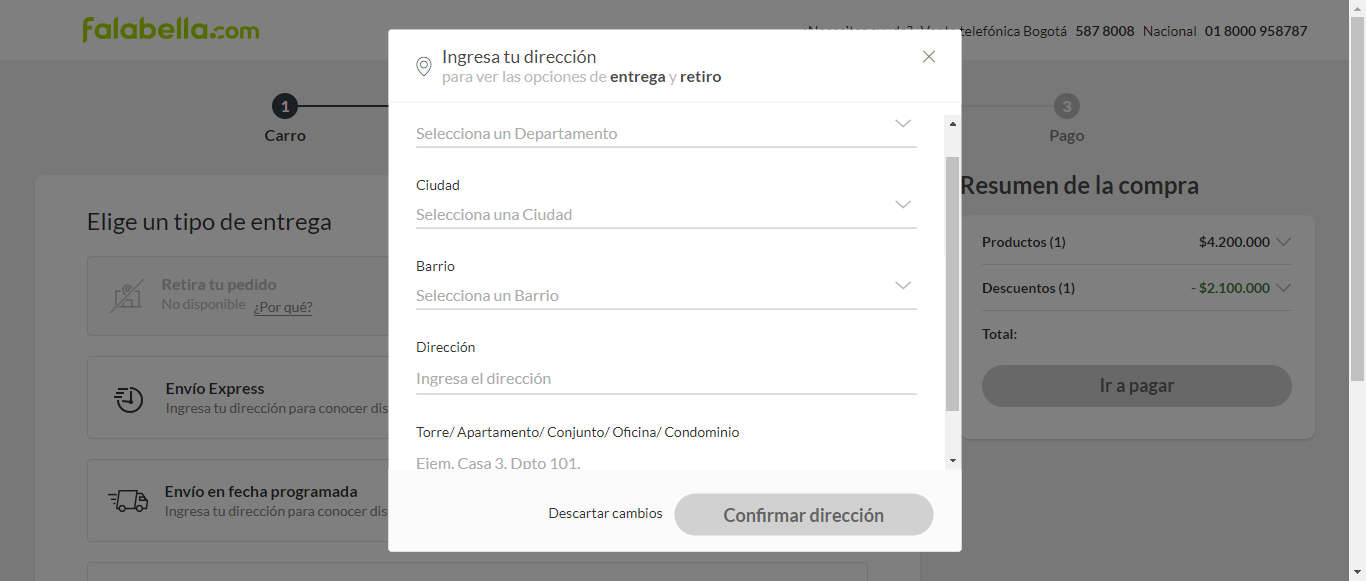 falabella.com
telefónica Bogotá 587 8008 Nacional 01 8000 958787
Ingresa tu dirección
para ver las opciones de entrega y retiro
1
3
Carro
Pago
Selecciona un Departamento
Ciudad
Selecciona una Ciudad
Barrio
Selecciona un Barrio
Dirección
Ingresa el dirección
Torre/ Apartamento/ Conjunto/ Oficina/ Condominio
Ejem. Casa 3, Dpto 101.
Descartar cambios
Confirmar dirección
Elige un tipo de entrega
Retira tu pedido
No disponible ¿Por qué?
Envío Express
Ingresa tu dirección para conocer dis
Envío en fecha programada
Ingresa tu dirección para conocer dis
Resumen de la compra
Productos (1) $4.200.000
Descuentos (1) - $2.100.000
Total:
Ir a pagar